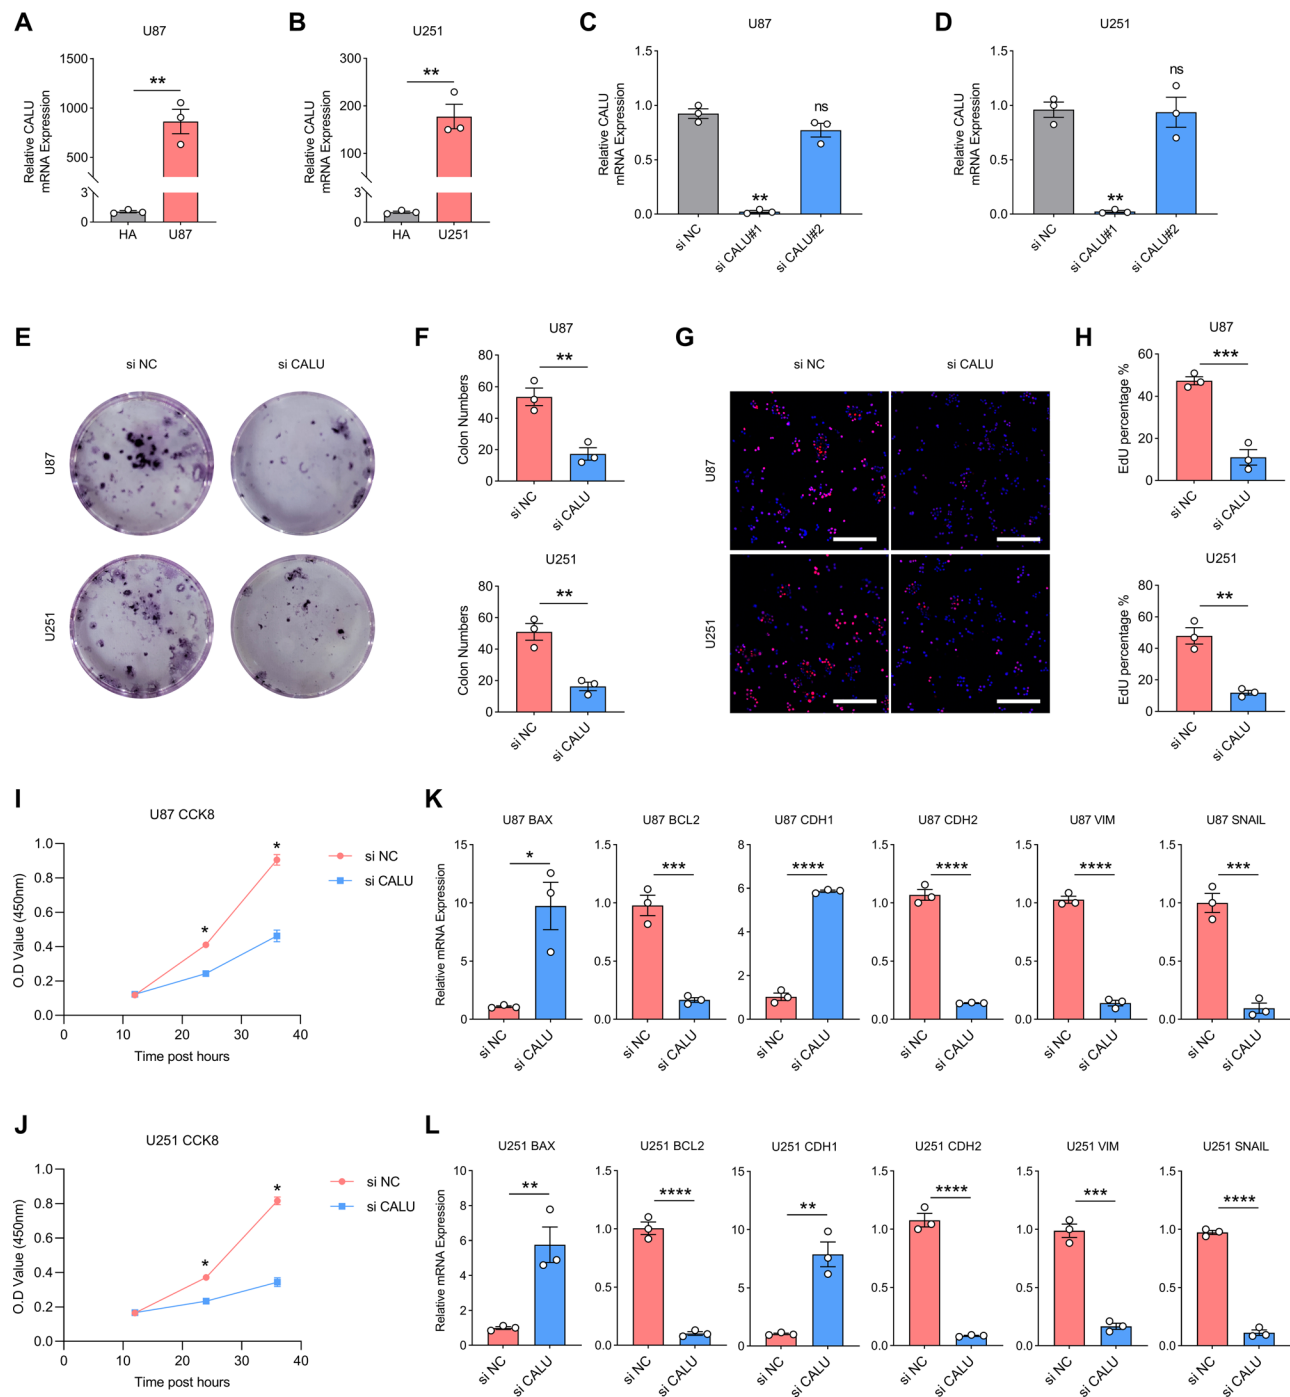 A
U87
Relative CALU
mRNA Expression
1500
1000
500
3
0
**
HA
U87
B
U251
Relative CALU
mRNA Expression
300
200
100
3
0
**
HA
U251
C
U87
Relative CALU
mRNA Expression
1.5
1.0
0.5
0.0
**
ns
si NC
si CALU#1
si CALU#2
D
U251
Relative CALU
mRNA Expression
1.5
1.0
0.5
0.0
**
ns
si NC
si CALU#1
si CALU#2
E
si NC
si CALU
U87
U251
F
U87
Colon Numbers
80
60
40
20
0
**
si NC
si CALU
U251
Colon Numbers
80
60
40
20
0
**
si NC
si CALU
G
si NC
si CALU
U87
U251
H
U87
EdU percentage %
60
40
20
0
***
si NC
si CALU
U251
EdU percentage %
80
60
40
20
0
**
si NC
si CALU
I
U87 CCK8
O.D Value (450nm)
1.0
0.8
0.6
0.4
0.2
0.0
*
*
0
10
20
30
40
Time post hours
si NC
si CALU
K
Relative mRNA Expression
U87 BAX
15
10
5
0
*
si NC
si CALU
U87 BCL2
1.5
1.0
0.5
0.0
***
si NC
si CALU
U87 CDH1
8
6
4
2
0
****
si NC
si CALU
U87 CDH2
1.5
1.0
0.5
0.0
****
si NC
si CALU
U87 VIM
1.5
1.0
0.5
0.0
****
si NC
si CALU
U87 SNAIL
1.5
1.0
0.5
0.0
***
si NC
si CALU
J
U251 CCK8
O.D Value (450nm)
1.0
0.8
0.6
0.4
0.2
0.0
*
*
0
10
20
30
40
Time post hours
si NC
si CALU
L
Relative mRNA Expression
U251 BAX
10
8
6
4
2
0
**
si NC
si CALU
U251 BCL2
1.5
1.0
0.5
0.0
****
si NC
si CALU
U251 CDH1
15
10
5
0
**
si NC
si CALU
U251 CDH2
1.5
1.0
0.5
0.0
****
si NC
si CALU
U251 VIM
1.5
1.0
0.5
0.0
***
si NC
si CALU
U251 SNAIL
1.5
1.0
0.5
0.0
****
si NC
si CALU